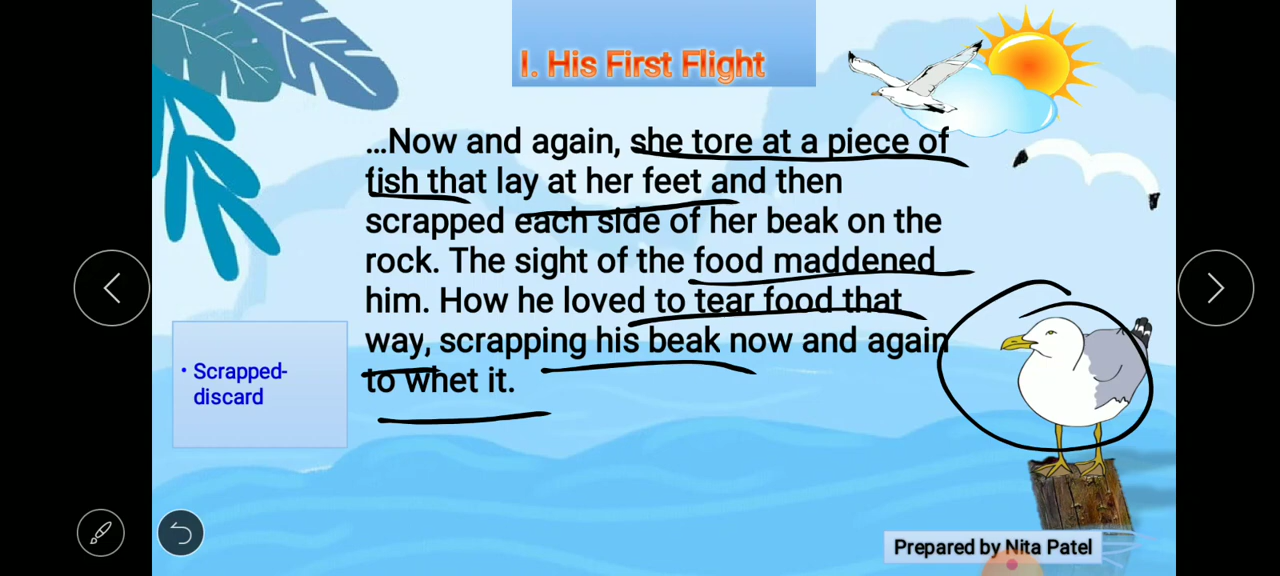 I. His First Flight
...Now and again, she tore at a piece of
fish that lay at her feet and then
scrapped each side of her beak on the
rock. The sight of the food maddened
him. How he loved to tear food that
way, scrapping his beak now and again
to whet it.
• Scrapped-
discard
Prepared by Nita Patel